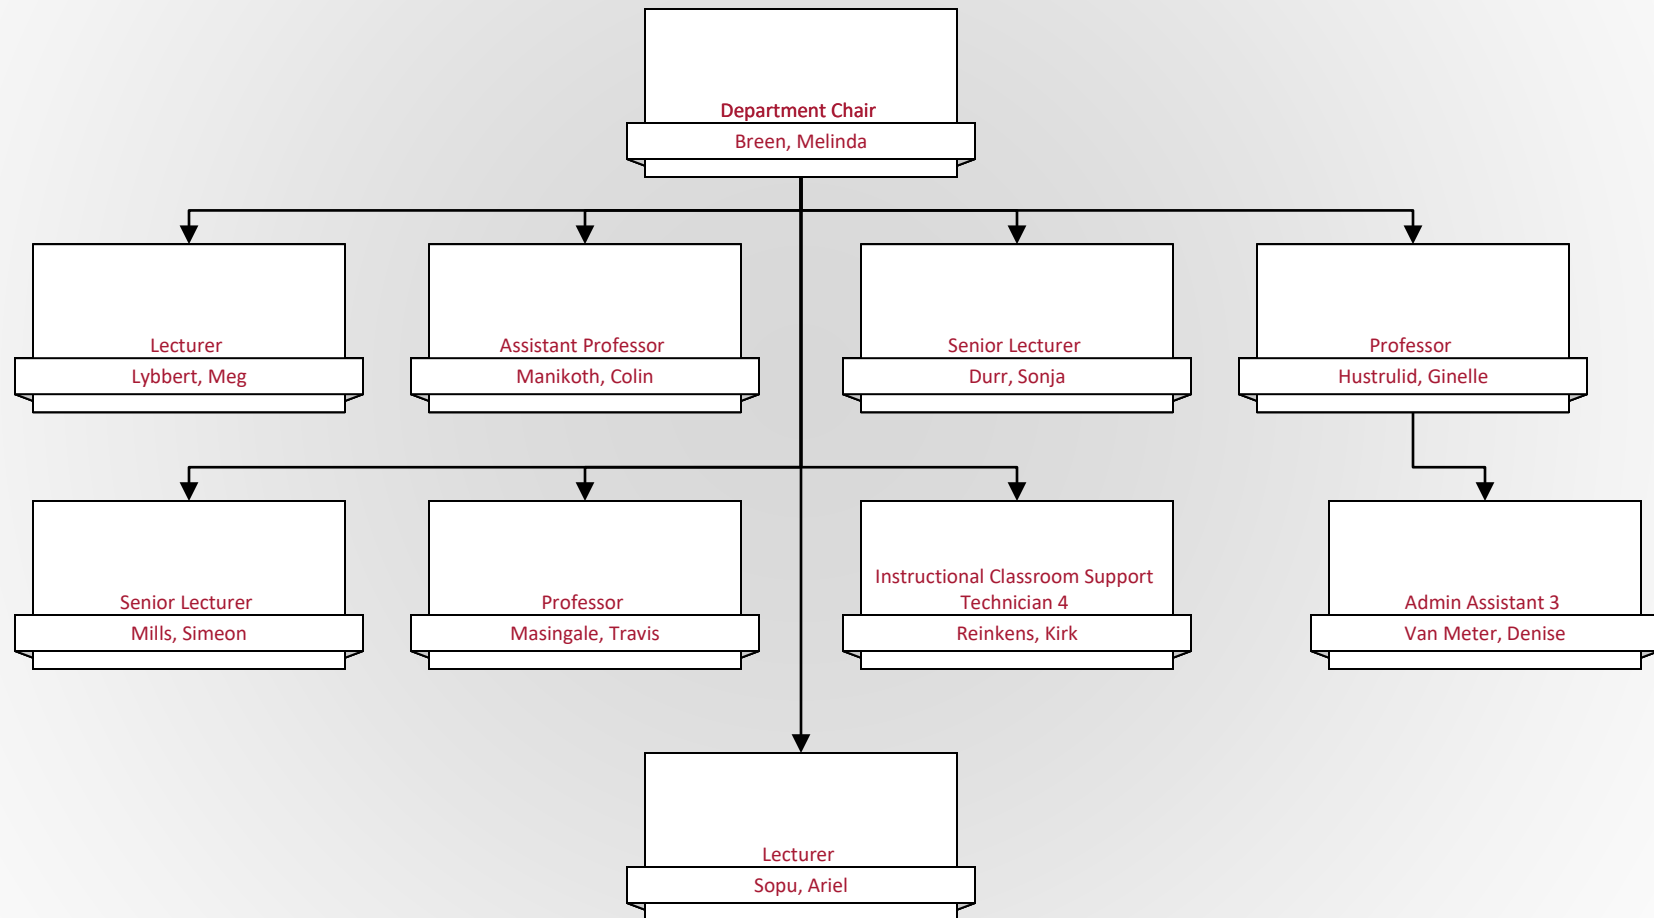 Department Chair
Breen, Melinda
Lecturer
Lybbert, Meg
Assistant Professor
Manikoth, Colin
Senior Lecturer
Durr, Sonja
Professor
Hustrulid, Ginelle
Senior Lecturer
Mills, Simeon
Professor
Masingale, Travis
Instructional Classroom Support
Technician 4
Reinkens, Kirk
Admin Assistant 3
Van Meter, Denise
Lecturer
Sopu, Ariel